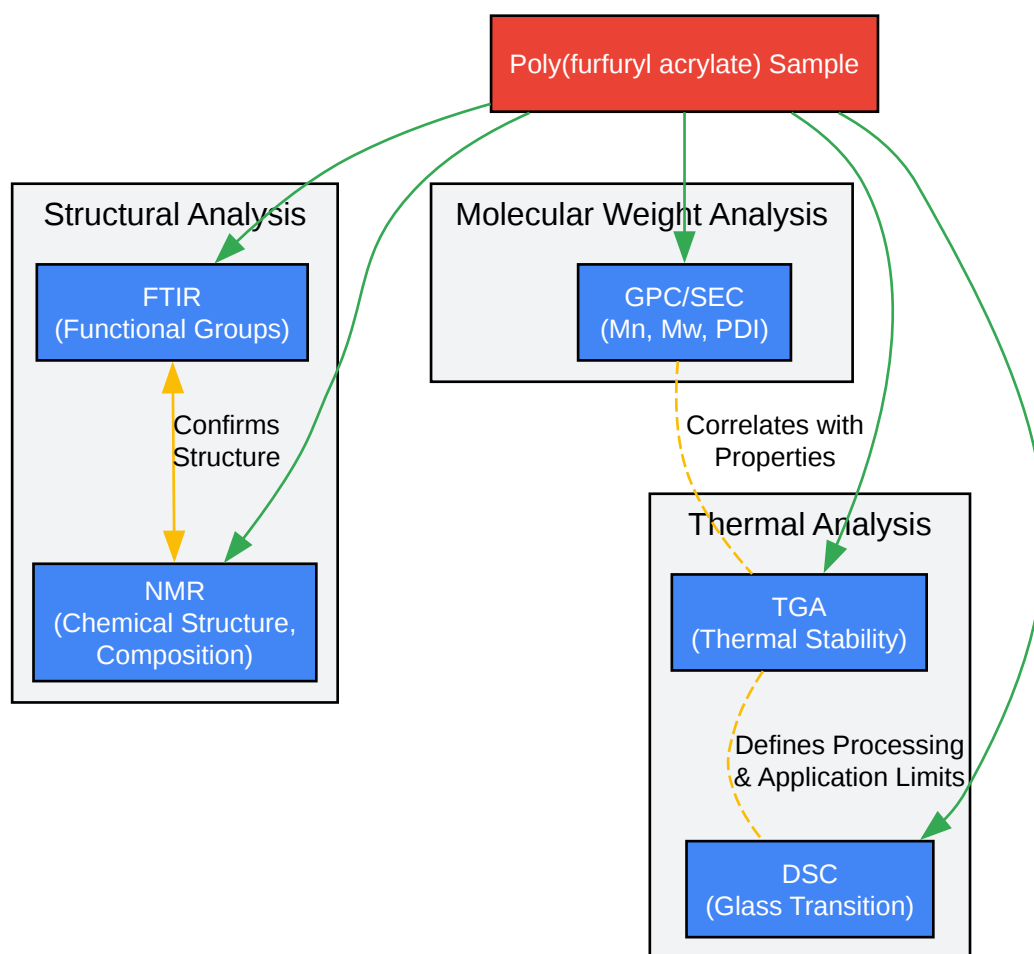 Poly(furfuryl acrylate) Sample
Structural Analysis
Molecular Weight Analysis
FTIR
(Functional Groups)
GPC/SEC
(Mn, Mw, PDI)
Confirms
Structure
Correlates with
Properties
Thermal Analysis
NMR
(Chemical Structure,
Composition)
TGA
(Thermal Stability)
Defines Processing
& Application Limits
DSC
(Glass Transition)